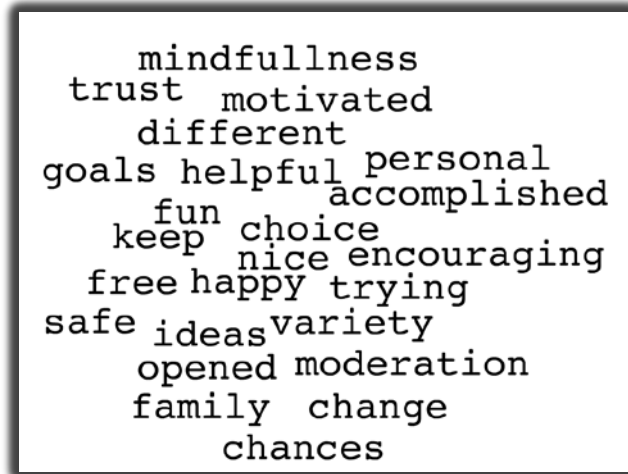 mindfullness
trust motivated
different
goals helpful personal
accomplished
fun
keep choice
nice encouraging
free happy trying
safe ideas variety
opened moderation
family change
chances